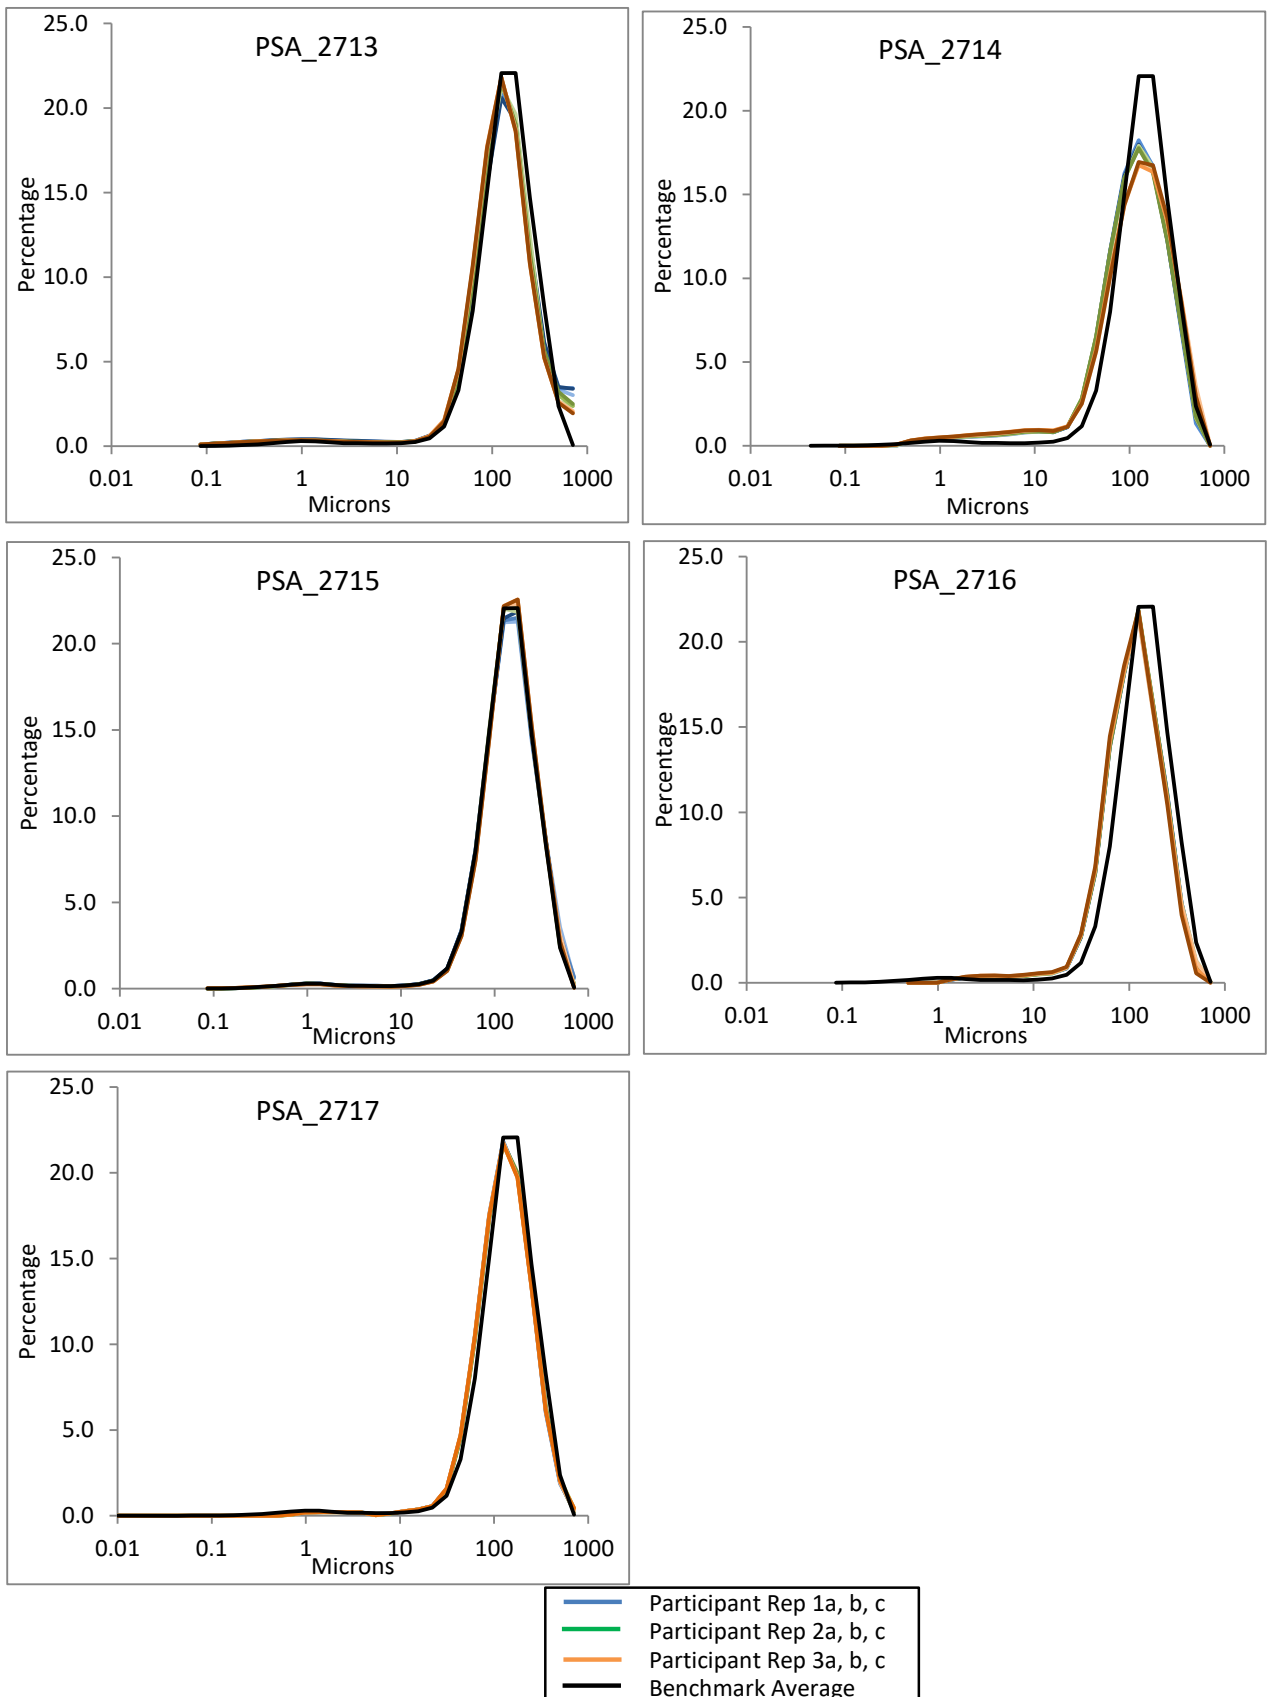 PSA_2713
25.0
20.0
15.0
10.0
5.0
0.0
Percentage
0.01 0.1 1 10 100 1000
Microns
PSA_2714
25.0
20.0
15.0
10.0
5.0
0.0
Percentage
0.01 0.1 1 10 100 1000
Microns
PSA_2715
25.0
20.0
15.0
10.0
5.0
0.0
Percentage
0.01 0.1 1 10 100 1000
Microns
PSA_2716
25.0
20.0
15.0
10.0
5.0
0.0
Percentage
0.01 0.1 1 10 100 1000
Microns
PSA_2717
25.0
20.0
15.0
10.0
5.0
0.0
Percentage
0.01 0.1 1 10 100 1000
Microns
Participant Rep 1a, b, c
Participant Rep 2a, b, c
Participant Rep 3a, b, c
Benchmark Average